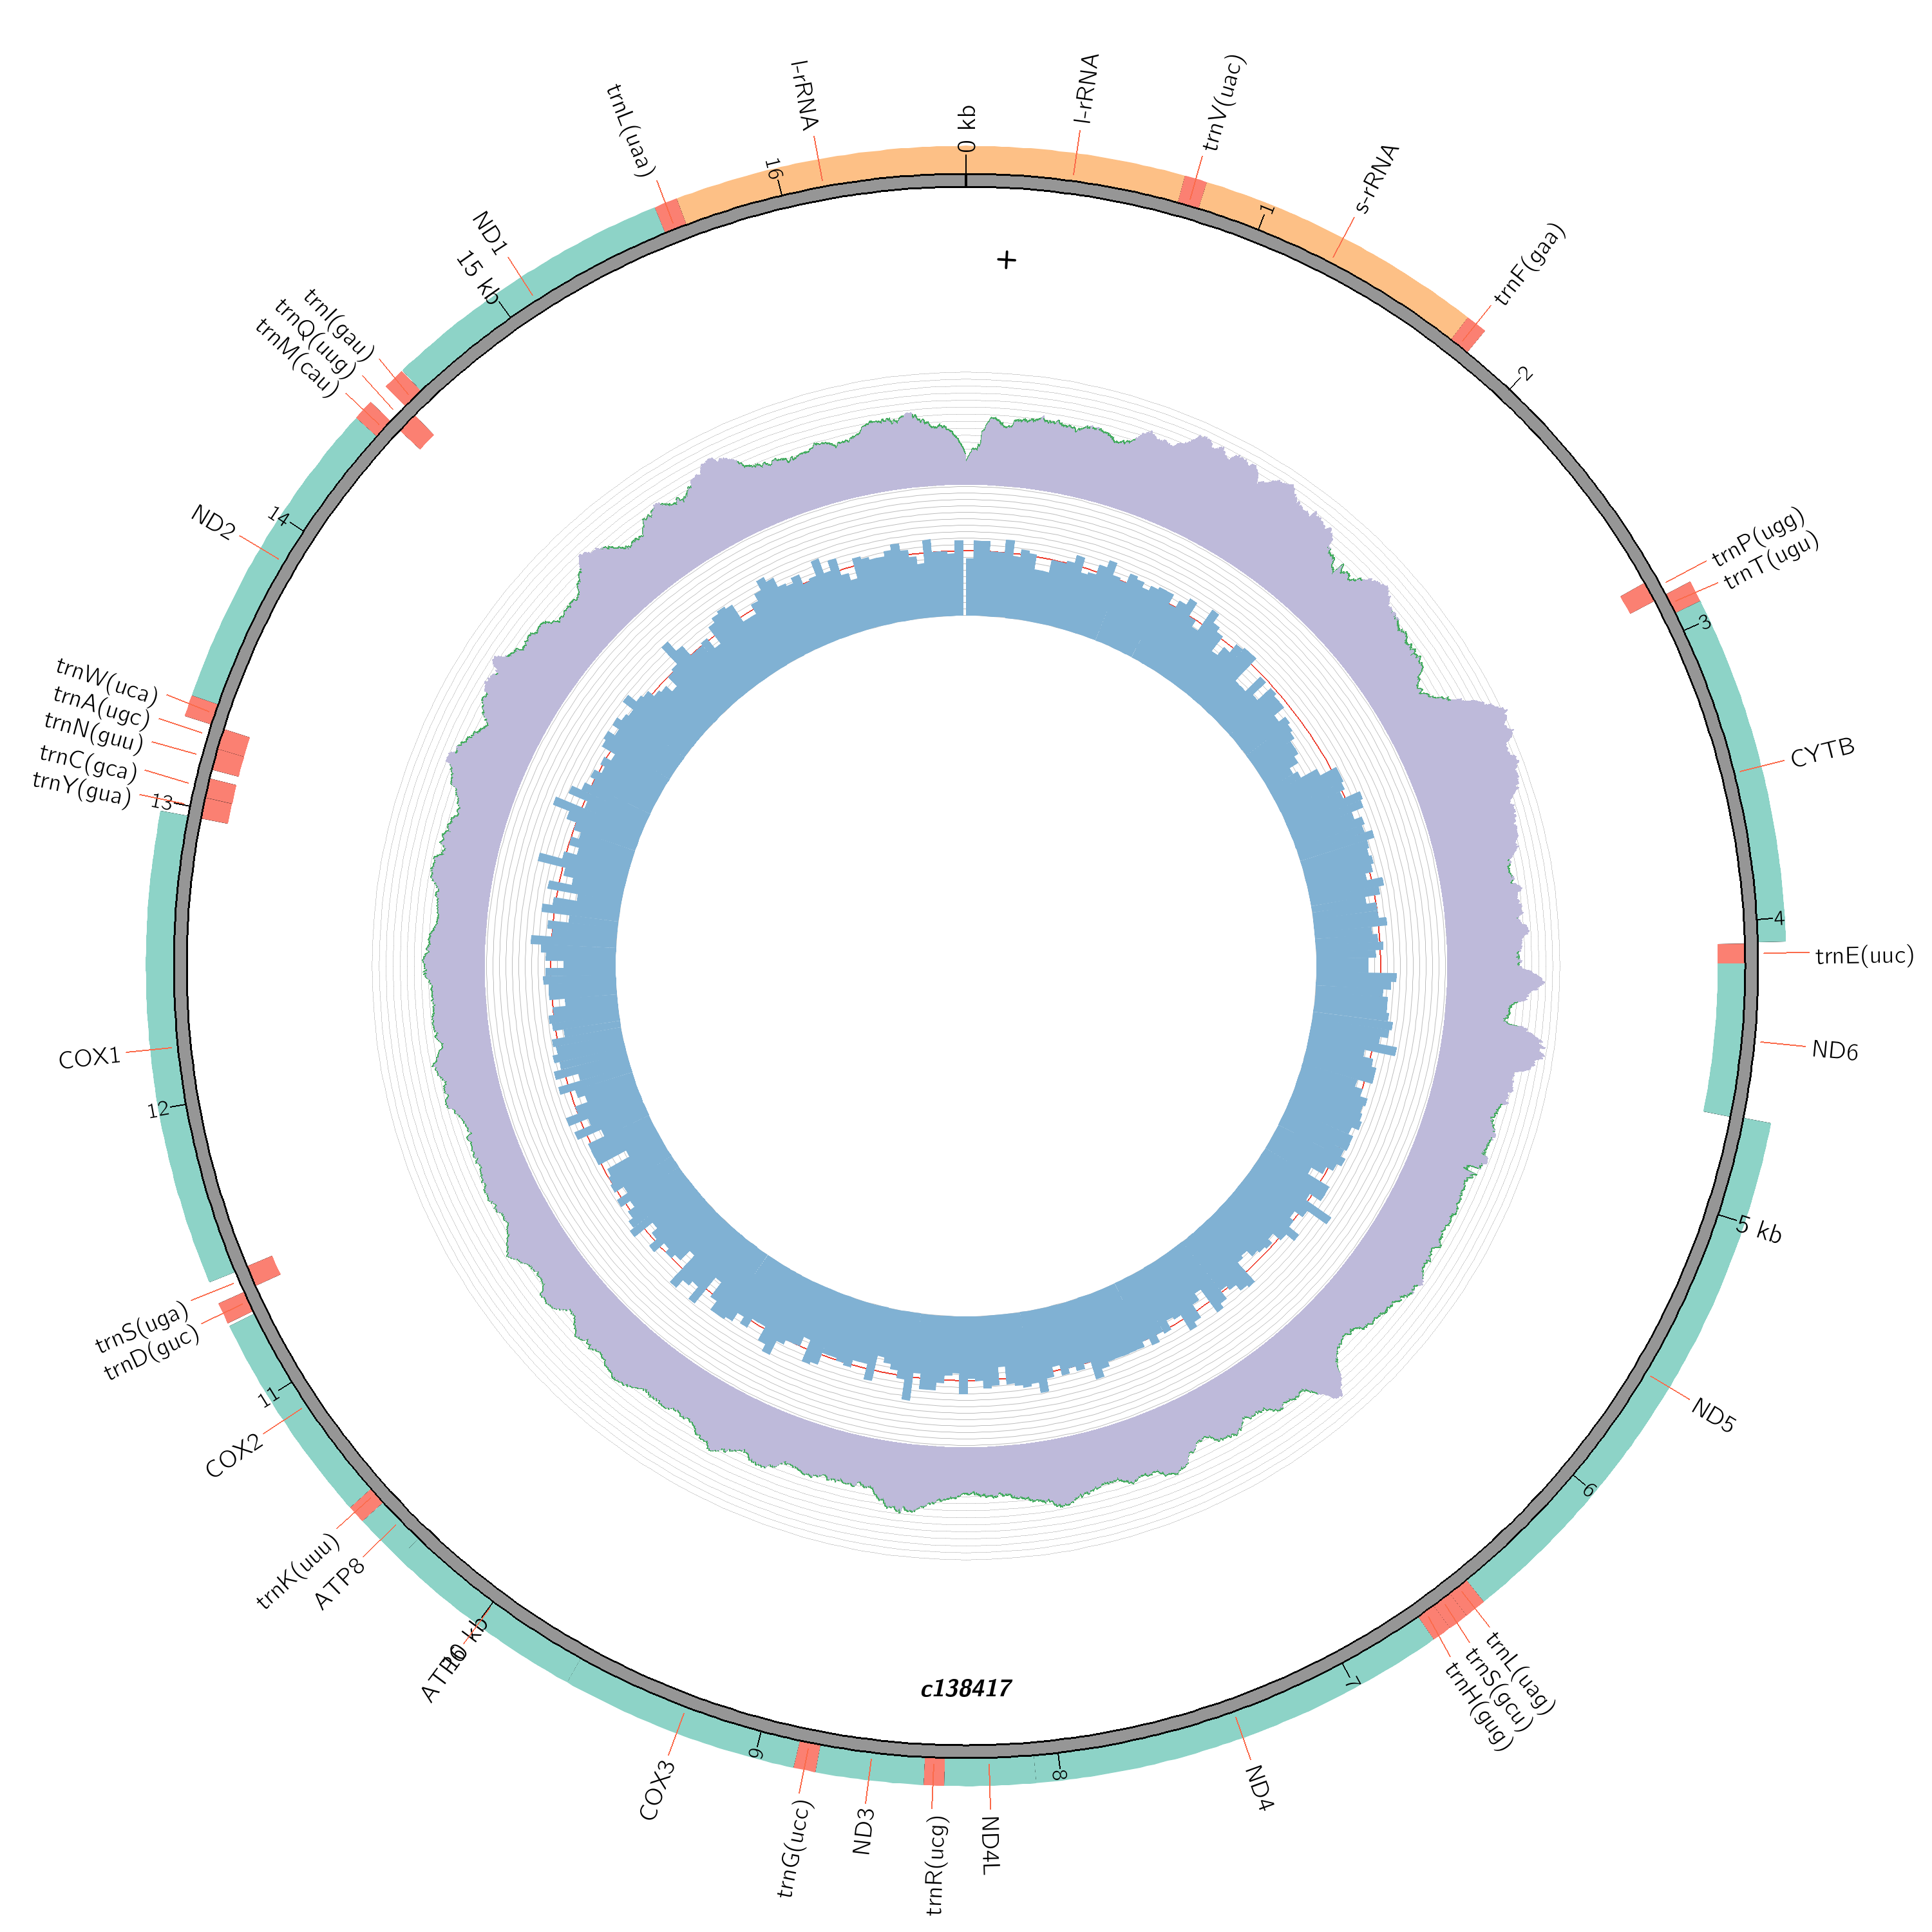 0 kb
l-rRNA
trnV(uac)
1
s-rRNA
trnF(gaa)
2
trnP(ugg)
trnT(ugu)
3
CYTB
4
trnE(uuc)
ND6
5 kb
ND5
6
trnL(uag)
trnS(gcu)
trnH(gug)
7
ND4
8
ND4L
trnR(ucg)
ND3
trnG(ucc)
9
COX3
10 kb
ATP6
ATP8
trnK(uuu)
COX2
11
trnD(guc)
trnS(uga)
12
COX1
13
trnY(gua)
trnC(gca)
trnN(guu)
trnA(ugc)
trnW(uca)
ND2
14
trnM(cau)
trnQ(uug)
trnI(gau)
15 kb
ND1
trnL(uaa)
16
l-rRNA
+
c138417